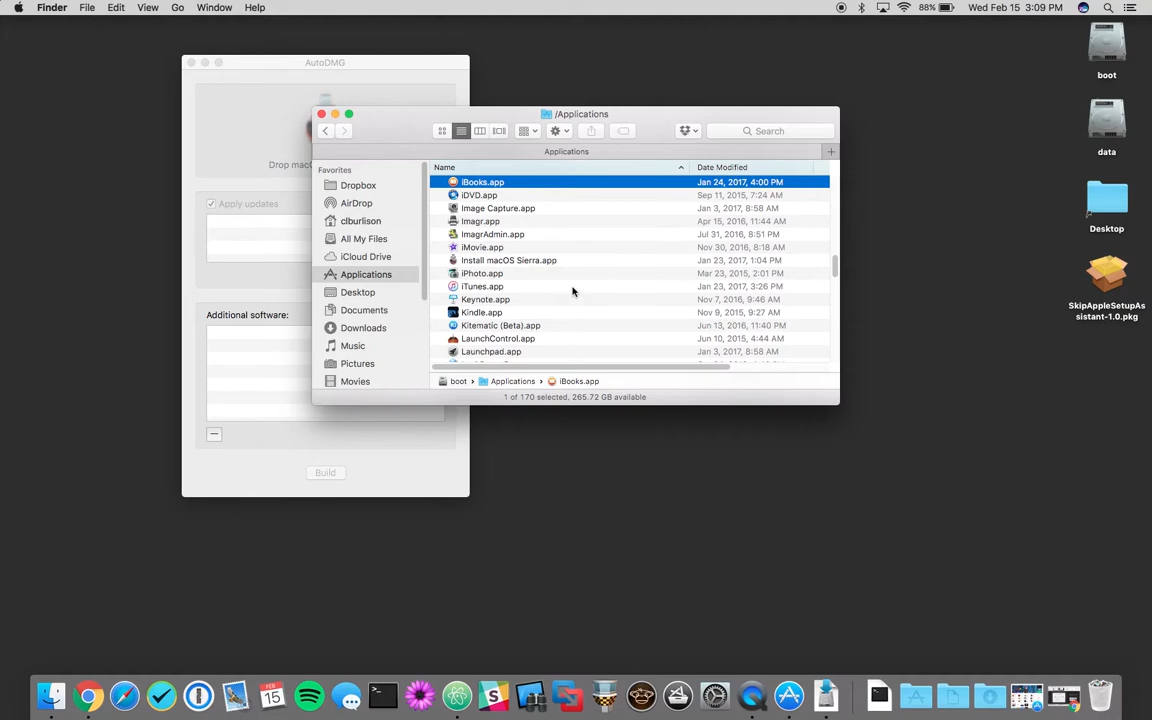 Finder File Edit View Go Window Help
88% Wed Feb 15 3:09 PM
AutoDMG
Drop mac
Apply updates
Additional software:
Build
/Applications
Search
Applications
Favorites
Dropbox
AirDrop
clburlison
All My Files
iCloud Drive
Applications
Desktop
Documents
Downloads
Music
Pictures
Movies
Name Date Modified
iBooks.app Jan 24, 2017, 4:00 PM
iDVD.app Sep 11, 2015, 7:24 AM
Image Capture.app Jan 3, 2017, 8:58 AM
Imagr.app Apr 15, 2016, 11:44 AM
ImagrAdmin.app Jul 31, 2016, 8:51 PM
iMovie.app Nov 30, 2016, 8:18 AM
Install macOS Sierra.app Jan 23, 2017, 1:04 PM
iPhoto.app Mar 23, 2015, 2:01 PM
iTunes.app Jan 23, 2017, 3:26 PM
Keynote.app Nov 7, 2016, 9:46 AM
Kindle.app Nov 9, 2015, 9:27 AM
Kitematic (Beta).app Jun 13, 2016, 11:40 PM
LaunchControl.app Jun 10, 2015, 4:44 AM
Launchpad.app Jan 3, 2017, 8:58 AM
boot Applications iBooks.app
1 of 170 selected, 265.72 GB available
boot
data
Desktop
SkipAppleSetupAs
sistant-1.0.pkg
FEB
15